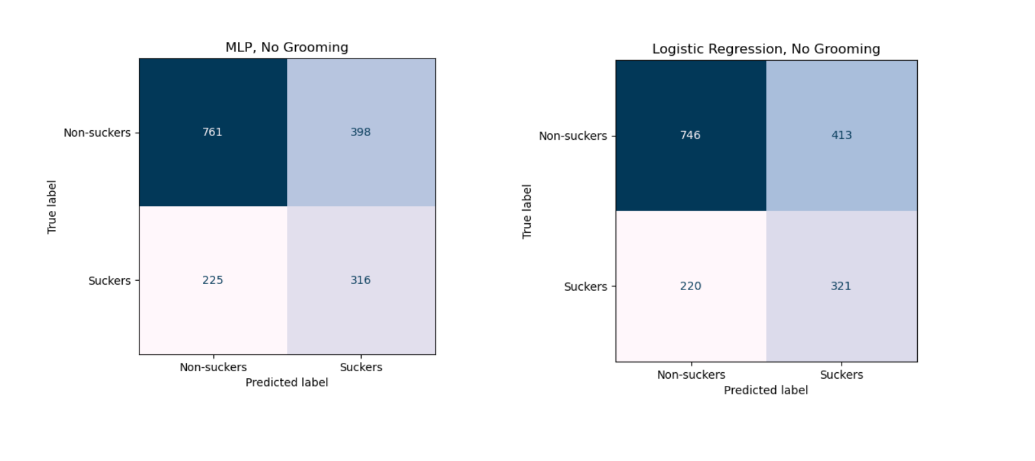 MLP, No Grooming
Non-suckers
761
398
True label
Suckers
225
316
Non-suckers
Suckers
Predicted label
Logistic Regression, No Grooming
Non-suckers
746
413
True label
Suckers
220
321
Non-suckers
Suckers
Predicted label